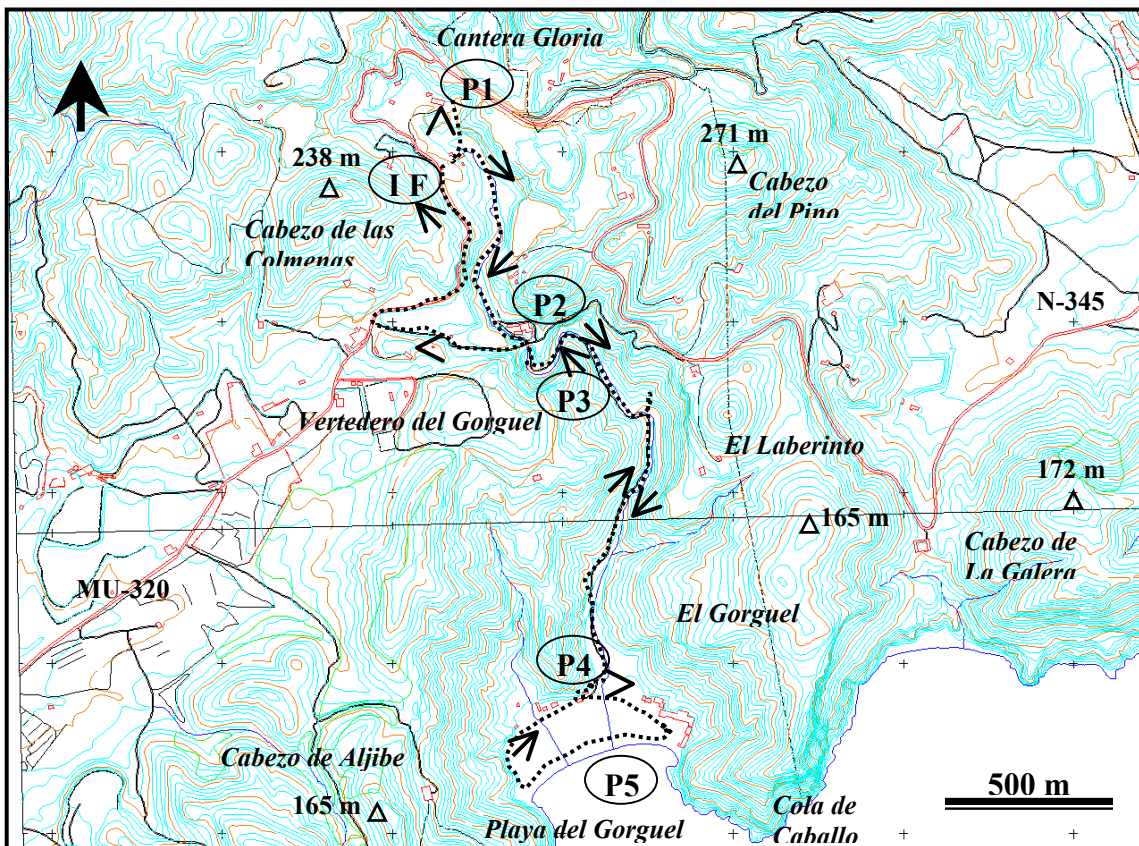 Cantera Gloria
P1
271 m
238 m
I F
Cabezo
del Pino
Cabezo de las
Colmenas
P2
N-345
P3
Vertedero del Gorguel
El Laberinto
172 m
165 m
Cabezo de
La Galera
MU-320
El Gorguel
P4
Cabezo de Aljibe
P5
500 m
165 m
Playa del Gorguel
Cola de
Caballo